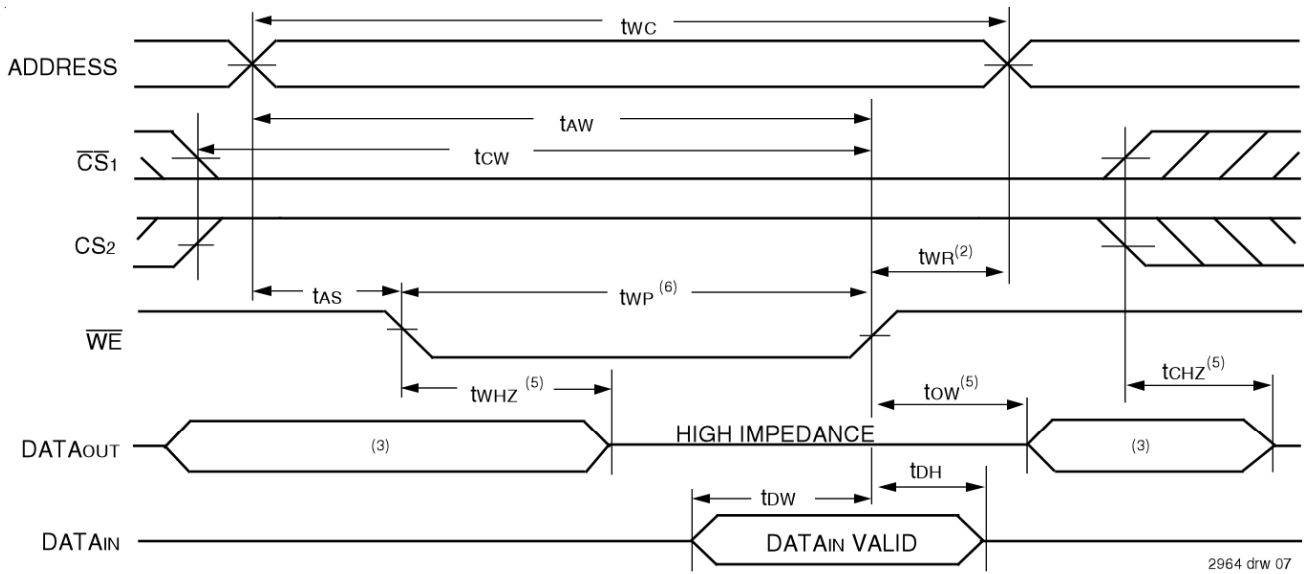 tWC
ADDRESS
tAW
tCW
CS1
CS2
tWR(2)
tAS
tWP (6)
WE
tWHZ (5)
tOW(5)
tCHZ(5)
DATAOUT
(3)
HIGH IMPEDANCE
(3)
tDW
tDH
DATAIN
DATAIN VALID
2964 drw 07